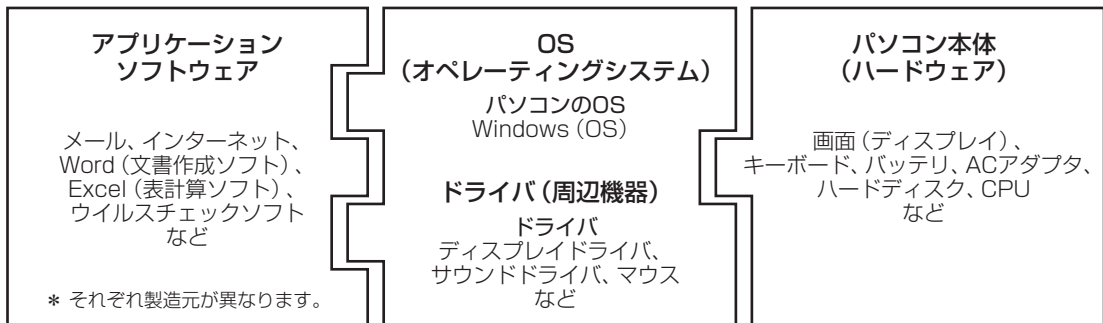 アプリケーション
ソフトウェア
メール、インターネット、
Word（文書作成ソフト）、
Excel（表計算ソフト）、
ウイルスチェックソフト
など
＊ それぞれ製造元が異なります。
OS
（オペレーティングシステム）
パソコンのOS
Windows（OS）
ドライバ（周辺機器）
ドライバ
ディスプレイドライバ、
サウンドドライバ、マウス
など
パソコン本体
（ハードウェア）
画面（ディスプレイ）、
キーボード、バッテリ、ACアダプタ、
ハードディスク、CPU
など